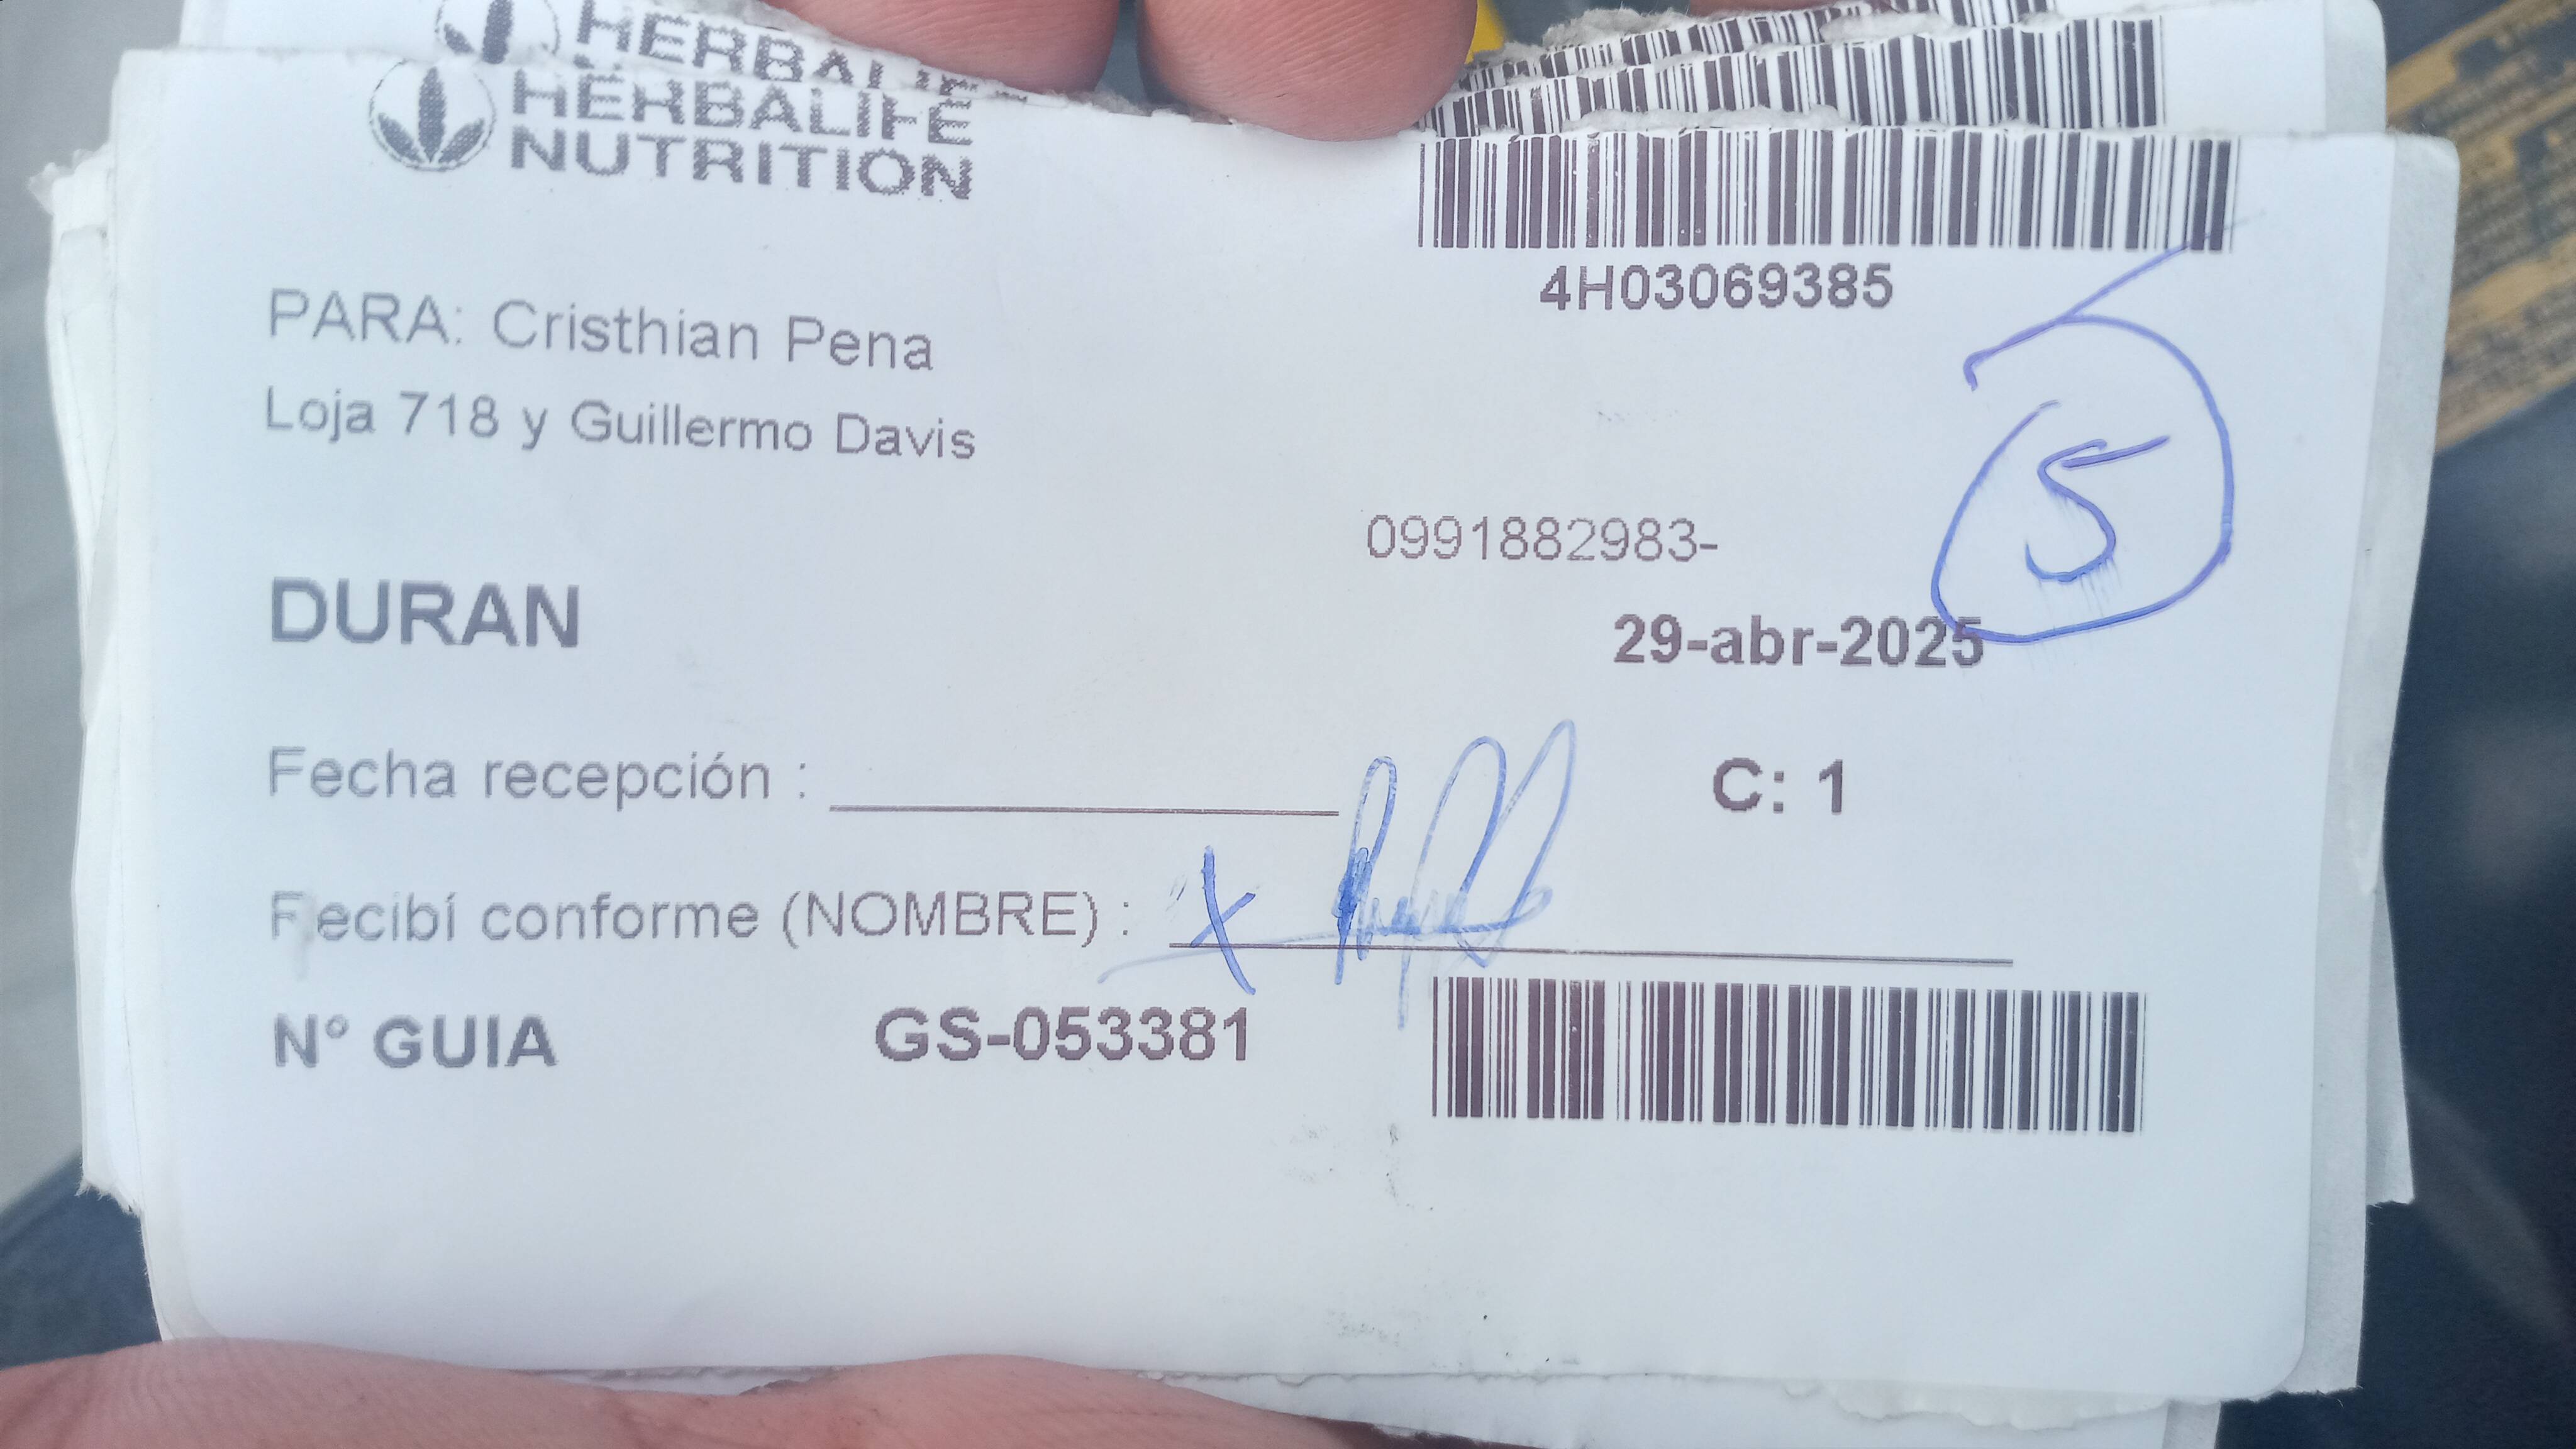 HERBALIFE
HERBALIFE
NUTRITION
4H03069385
PARA: Cristhian Pena
Loja 718 y Guillermo Davis
5
0991882983-
DURAN
29-abr-2025
Fecha recepción :
C: 1
Recibí conforme (NOMBRE) : X
N° GUIA GS-053381